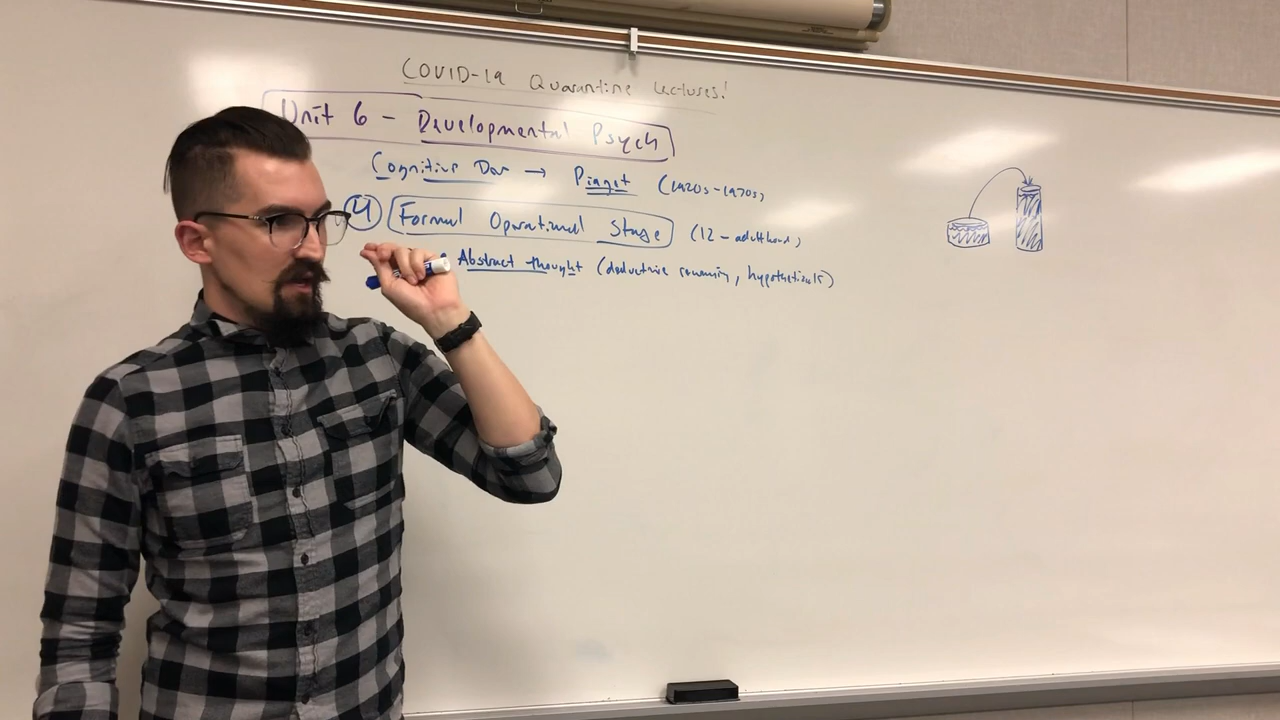 COVID-19 Quarantine Lectures!
Unit 6 - Developmental Psych
Cognitive Dev → Piaget (1920s-1970s)
4 Formal Operational Stage (12-adulthood)
Abstract thought (deductive reasoning, hypotheticals)